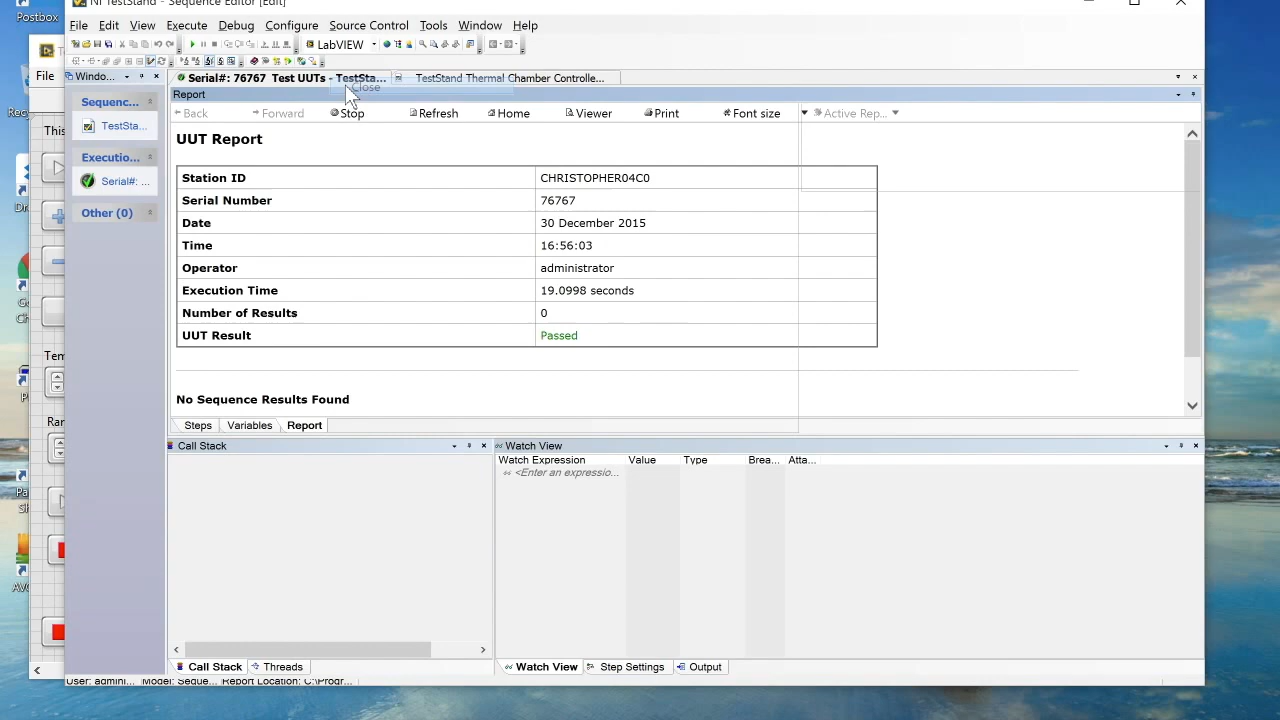 Postbox
NI TestStand - Sequence Editor [Edit]
File Edit View Execute Debug Configure Source Control Tools Window Help
LabVIEW
Windo...
Serial#: 76767 Test UUTs - TestSta...
TestStand Thermal Chamber Controlle...
Close
File
Report
Back Forward Stop Refresh Home Viewer Print Font size Active Rep...
Sequenc...
TestSta...
Executio...
Serial#: ...
Other (0)
This
UUT Report
Station ID CHRISTOPHER04C0
Serial Number 76767
Date 30 December 2015
Time 16:56:03
Operator administrator
Execution Time 19.0998 seconds
Number of Results 0
UUT Result Passed
Tem
No Sequence Results Found
Ran
Steps Variables Report
Call Stack
Watch View
Watch Expression Value Type Brea... Atta...
<Enter an expressio...
Call Stack Threads
Watch View Step Settings Output
User: admini... Model: Seque... Report Location: C:\Progr...